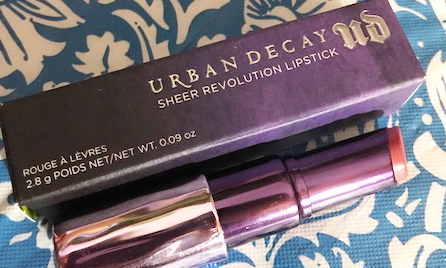 URBAN DECAY UD
SHEER REVOLUTION LIPSTICK
ROUGE À LÈVRES
2.8 g POIDS NET/NET WT. 0.09 oz